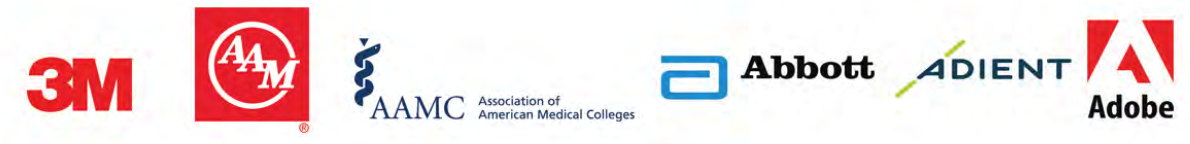 3M
AAM
®
AAMC
Association of
American Medical Colleges
Abbott
ADIENT
Adobe